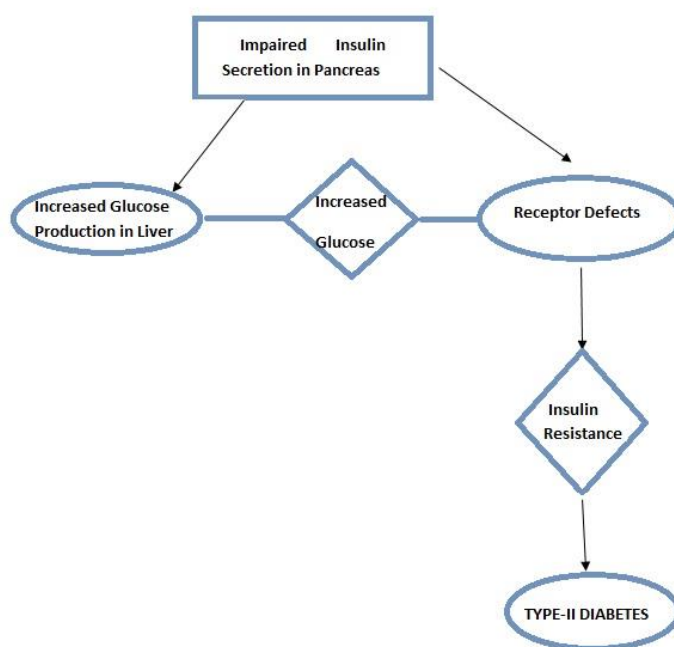 Impaired Insulin
Secretion in Pancreas
Increased Glucose
Production in Liver
Increased
Glucose
Receptor Defects
Insulin
Resistance
TYPE-II DIABETES